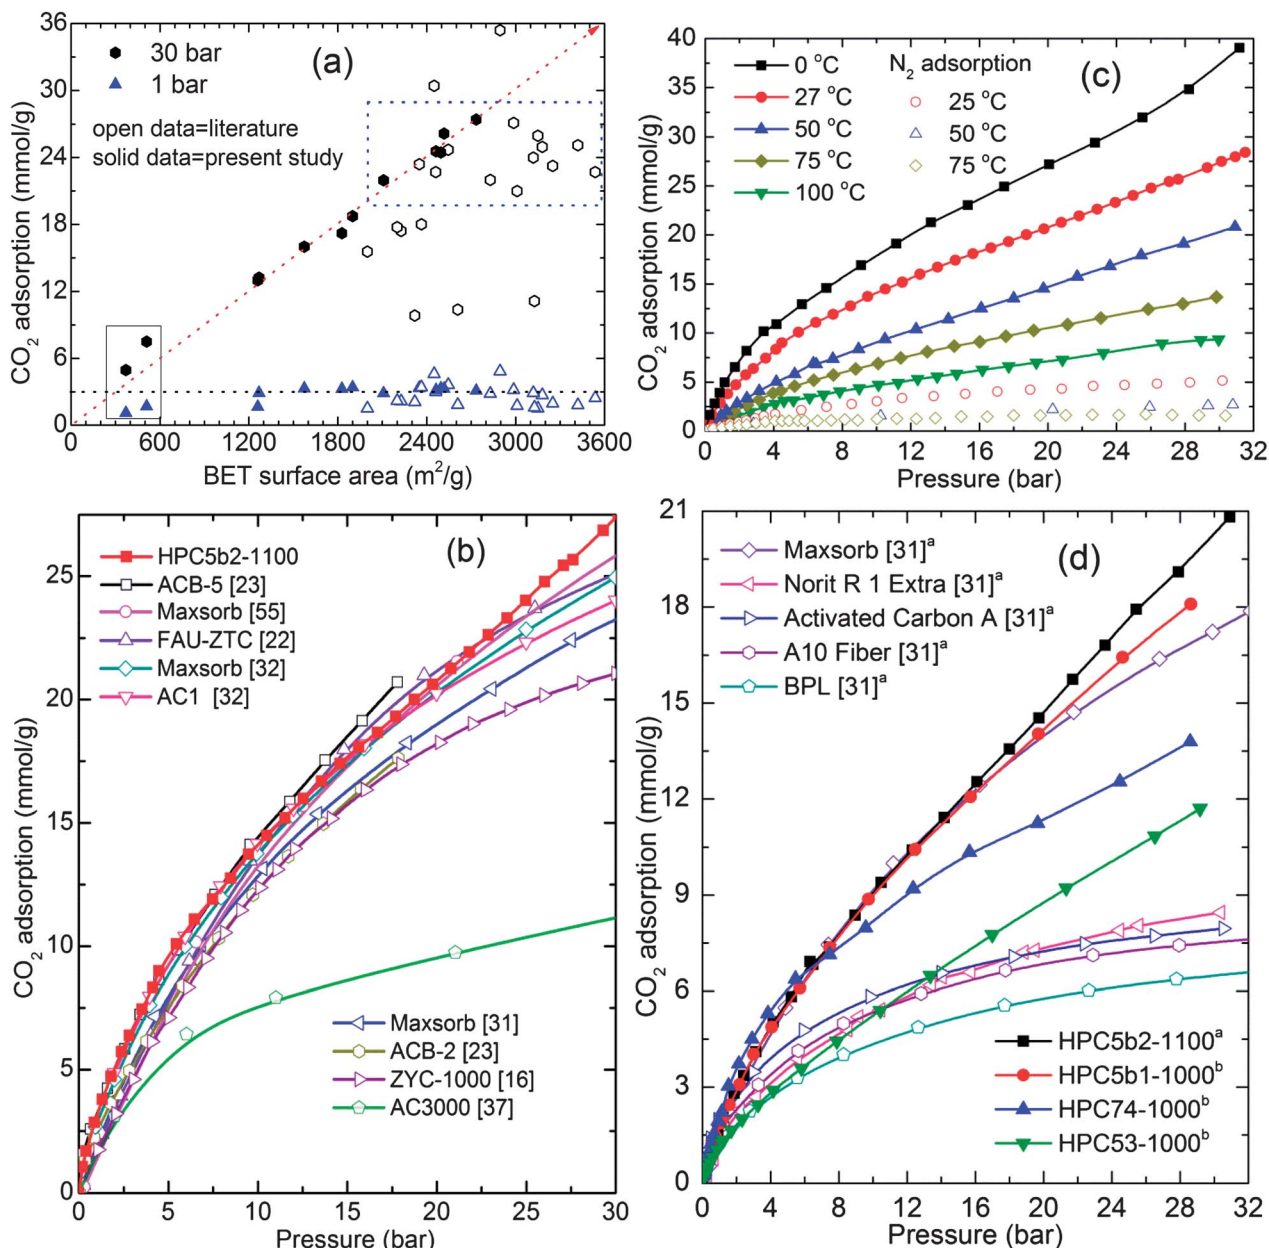 36
30
24
18
12
6
0
CO2 adsorption (mmol/g)
30 bar
1 bar
(a)
open data=literature
solid data=present study
0 600 1200 1800 2400 3000 3600
BET surface area (m²/g)
40
35
30
25
20
15
10
5
0
CO2 adsorption (mmol/g)
0 °C
27 °C
50 °C
75 °C
100 °C
N2 adsorption
25 °C
50 °C
75 °C
(c)
0 4 8 12 16 20 24 28 32
Pressure (bar)
25
20
15
10
5
0
CO2 adsorption (mmol/g)
HPC5b2-1100
ACB-5 [23]
Maxsorb [55]
FAU-ZTC [22]
Maxsorb [32]
AC1 [32]
(b)
Maxsorb [31]
ACB-2 [23]
ZYC-1000 [16]
AC3000 [37]
0 5 10 15 20 25 30
Pressure (bar)
21
18
15
12
9
6
3
0
CO2 adsorption (mmol/g)
Maxsorb [31]ᵃ
Norit R 1 Extra [31]ᵃ
Activated Carbon A [31]ᵃ
A10 Fiber [31]ᵃ
BPL [31]ᵃ
(d)
HPC5b2-1100ᵃ
HPC5b1-1000ᵇ
HPC74-1000ᵇ
HPC53-1000ᵇ
0 4 8 12 16 20 24 28 32
Pressure (bar)